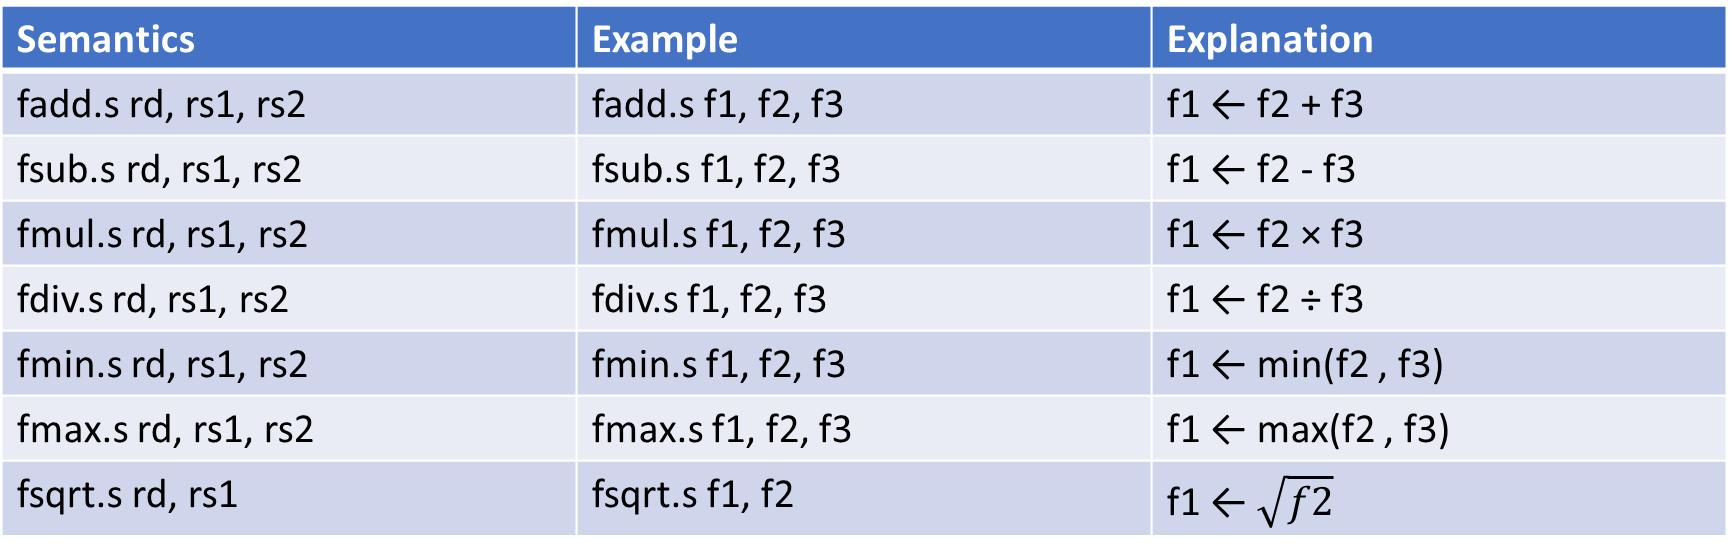 Semantics Example Explanation
fadd.s rd, rs1, rs2 fadd.s f1, f2, f3 f1 ← f2 + f3
fsub.s rd, rs1, rs2 fsub.s f1, f2, f3 f1 ← f2 - f3
fmul.s rd, rs1, rs2 fmul.s f1, f2, f3 f1 ← f2 × f3
fdiv.s rd, rs1, rs2 fdiv.s f1, f2, f3 f1 ← f2 ÷ f3
fmin.s rd, rs1, rs2 fmin.s f1, f2, f3 f1 ← min(f2 , f3)
fmax.s rd, rs1, rs2 fmax.s f1, f2, f3 f1 ← max(f2 , f3)
fsqrt.s rd, rs1 fsqrt.s f1, f2 f1 ← √f2